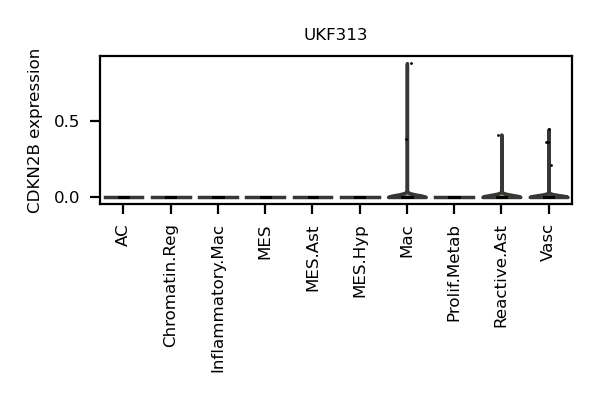 UKF313
CDKN2B expression
0.5
0.0
AC
Chromatin.Reg
Inflammatory.Mac
MES
MES.Ast
MES.Hyp
Mac
Prolif.Metab
Reactive.Ast
Vasc